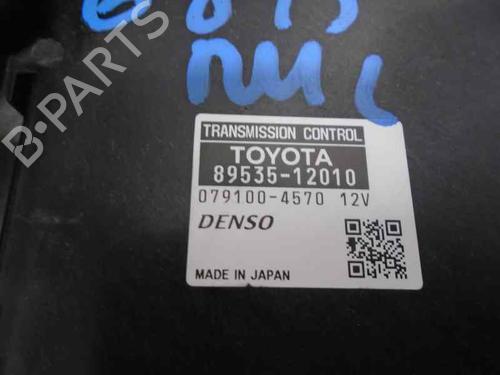 B-PARTS
TRANSMISSION CONTROL
TOYOTA
89535-12010
079100-4570 12V
DENSO
MADE IN JAPAN